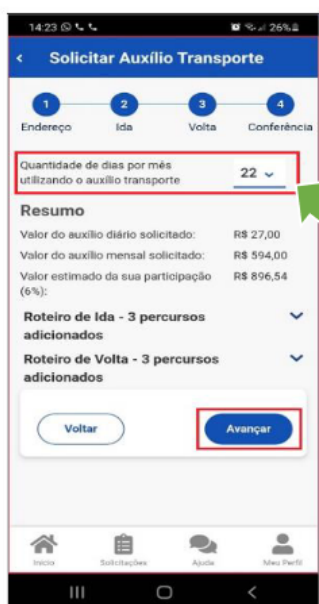 14:23 26%
Solicitar Auxílio Transporte
1 2 3 4
Endereço Ida Volta Conferência
Quantidade de dias por mês
utilizando o auxílio transporte
22
Resumo
Valor do auxílio diário solicitado: R$ 27,00
Valor do auxílio mensal solicitado: R$ 594,00
Valor estimado da sua participação R$ 896,54
(6%):
Roteiro de Ida - 3 percursos
adicionados
Roteiro de Volta - 3 percursos
adicionados
Voltar Avançar
Início Solicitações Ajuda Meu Perfil